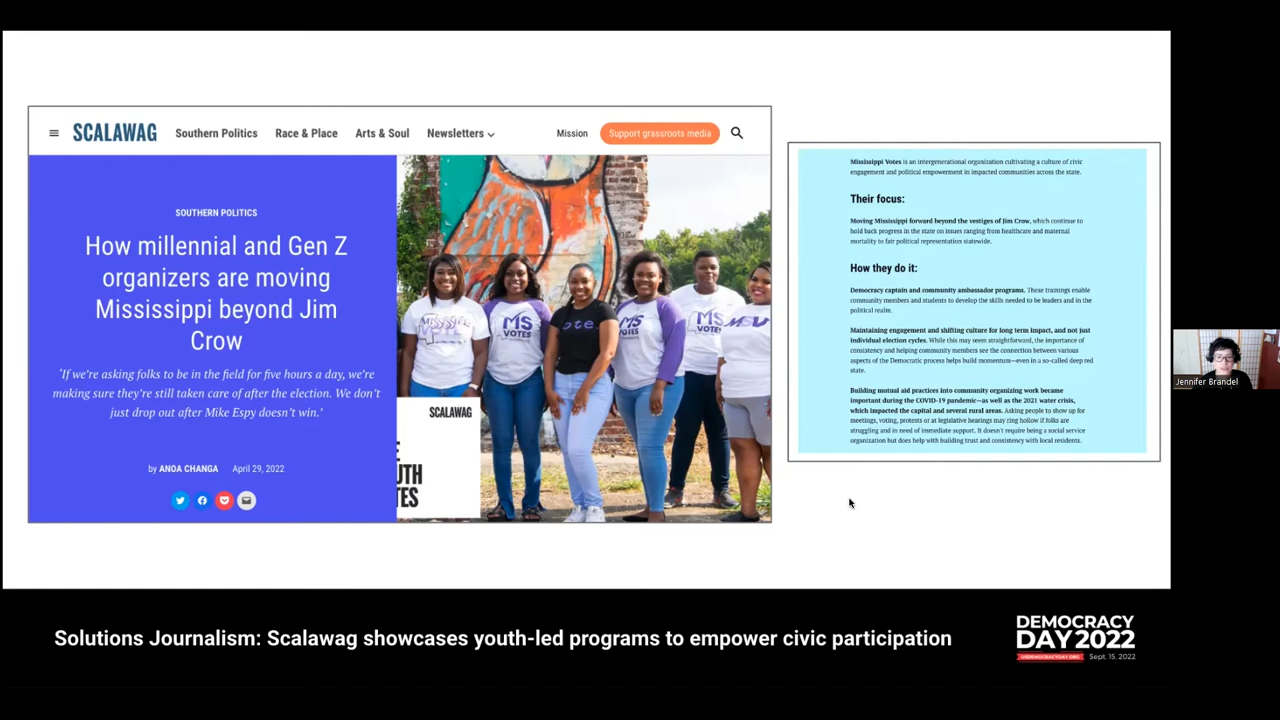 SCALAWAG
Southern Politics
Race & Place
Arts & Soul
Newsletters
Mission
Support grassroots media
SOUTHERN POLITICS
How millennial and Gen Z
organizers are moving
Mississippi beyond Jim
Crow
'If we're asking folks to be in the field for five hours a day, we're
making sure they're still taken care of after the election. We don't
just drop out after Mike Espy doesn't win.'
by ANOA CHANGA April 29, 2022
MS
VOTES
MS
VOTES
SCALAWAG
UTH
TES
Mississippi Votes is an intergenerational organization cultivating a culture of civic
engagement and political empowerment in impacted communities across the state.
Their focus:
Moving Mississippi forward beyond the vestiges of Jim Crow, which continue to
hold back progress in the state on issues ranging from healthcare and maternal
mortality to fair political representation statewide.
How they do it:
Democracy captain and community ambassador programs. These trainings enable
community members and students to develop the skills needed to be leaders and in the
political realm.
Maintaining engagement and shifting culture for long term impact, and not just
individual election cycles. While this may seem straightforward, the importance of
consistency and helping community members see the connection between various
aspects of the Democratic process helps build momentum—even in a so-called deep red
state.
Building mutual aid practices into community organizing work became
important during the COVID-19 pandemic—as well as the 2021 water crisis,
which impacted the capital and several rural areas. Asking people to show up for
meetings, voting, protests or at legislative hearings may ring hollow if folks are
struggling and in need of immediate support. It doesn't require being a social service
organization but does help with building trust and consistency with local residents.
Jennifer Brandel
Solutions Journalism: Scalawag showcases youth-led programs to empower civic participation
DEMOCRACY
DAY 2022
USDEMOCRACYDAY.ORG Sept. 15, 2022